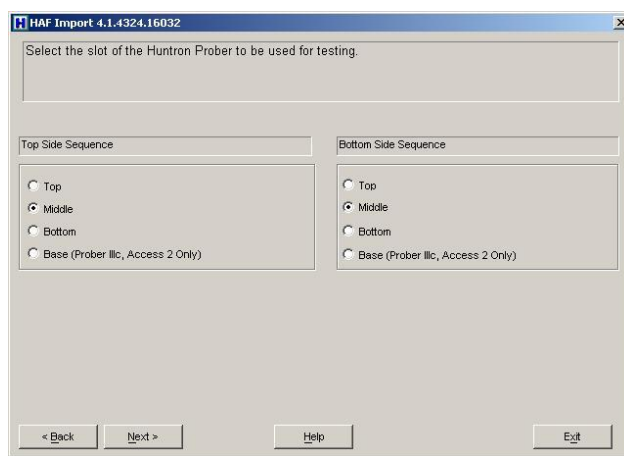 HAF Import 4.1.4324.16032
Select the slot of the Huntron Prober to be used for testing.
Top Side Sequence
Top
Middle
Bottom
Base (Prober IIIc, Access 2 Only)
Bottom Side Sequence
Top
Middle
Bottom
Base (Prober IIIc, Access 2 Only)
< Back
Next >
Help
Exit